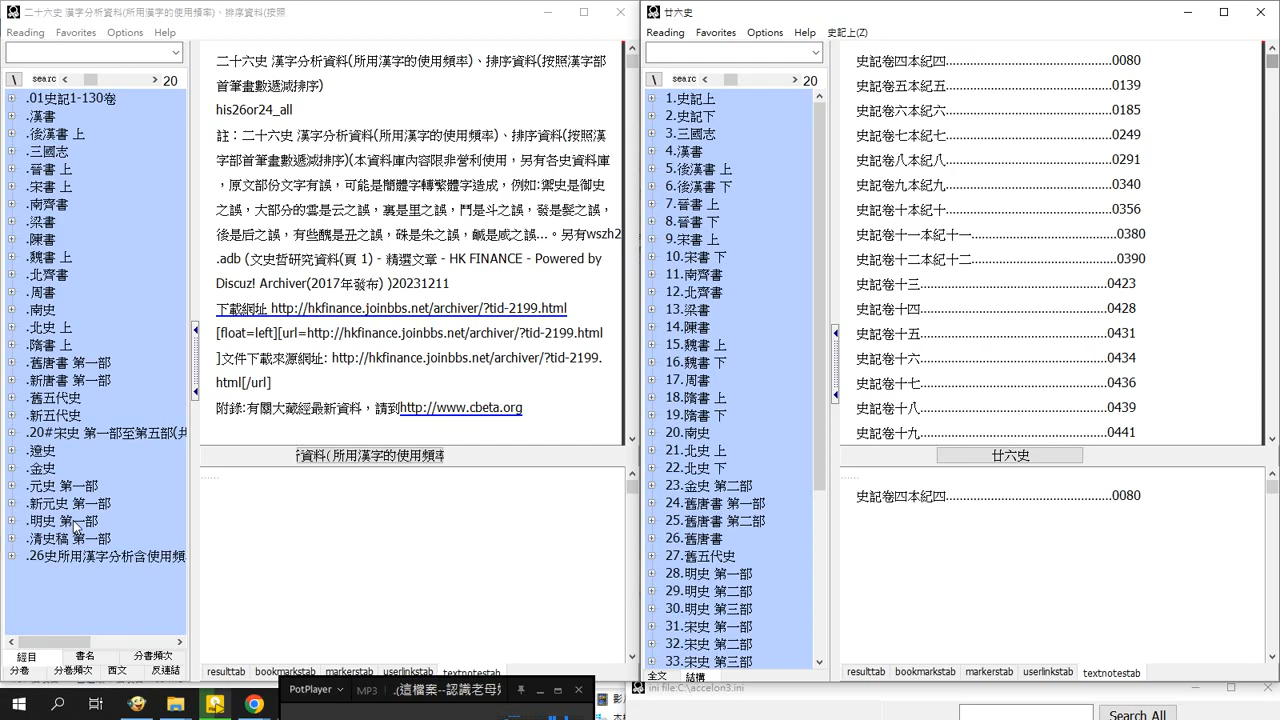 二十六史 漢字分析資料(所用漢字的使用頻率)、排序資料(按照
Reading Favorites Options Help
\ searc < > 20
.01史記1-130卷
.漢書
.後漢書 上
.三國志
.晉書 上
.宋書 上
.南齊書
.梁書
.陳書
.魏書 上
.北齊書
.周書
.南史
.北史 上
.隋書 上
.舊唐書 第一部
.新唐書 第一部
.舊五代史
.新五代史
.20#宋史 第一部至第五部(共
.遼史
.金史
.元史 第一部
.新元史 第一部
.明史 第一部
.清史稿 第一部
.26史所用漢字分析含使用頻
經目 書名 分書頻次
分卷 分卷頻次 西文 反連結
二十六史 漢字分析資料(所用漢字的使用頻率)、排序資料(按照漢字部
首筆畫數遞減排序)
his26or24_all
註：二十六史 漢字分析資料(所用漢字的使用頻率)、排序資料(按照漢
字部首筆畫數遞減排序)(本資料庫內容限非營利使用，另有各史資料庫
，原文部份文字有誤，可能是簡體字轉繁體字造成，例如:禦史是御史
之誤，大部分的雲是云之誤，裏是里之誤，鬥是斗之誤，發是髮之誤，
後是后之誤，有些醜是丑之誤，硃是朱之誤，鹹是咸之誤...。另有wszh2
.adb (文史哲研究資料(頁 1) - 精選文章 - HK FINANCE - Powered by
Discuz! Archiver(2017年發布) )20231211
下載網址 http://hkfinance.joinbbs.net/archiver/?tid-2199.html
[float=left][url=http://hkfinance.joinbbs.net/archiver/?tid-2199.html
]文件下載來源網址: http://hkfinance.joinbbs.net/archiver/?tid-2199.
html[/url]
附錄:有關大藏經最新資料，請到http://www.cbeta.org
資料( 所用漢字的使用頻率
......
resulttab bookmarkstab markerstab userlinkstab textnotestab
廿六史
Reading Favorites Options Help 史記上(Z)
\ searc < > 20
1.史記上
2.史記下
3.三國志
4.漢書
5.後漢書 上
6.後漢書 下
7.晉書 上
8.晉書 下
9.宋書 上
10.宋書 下
11.南齊書
12.北齊書
13.梁書
14.陳書
15.魏書 上
16.魏書 下
17.周書
18.隋書 上
19.隋書 下
20.南史
21.北史 上
22.北史 下
23.金史 第二部
24.舊唐書 第一部
25.舊唐書 第二部
26.舊唐書
27.舊五代史
28.明史 第一部
29.明史 第二部
30.明史 第三部
31.宋史 第一部
32.宋史 第二部
33.宋史 第三部
全文 結構
史記卷四本紀四.................................................0080
史記卷五本紀五.................................................0139
史記卷六本紀六.................................................0185
史記卷七本紀七.................................................0249
史記卷八本紀八.................................................0291
史記卷九本紀九.................................................0340
史記卷十本紀十.................................................0356
史記卷十一本紀十一...........................................0380
史記卷十二本紀十二...........................................0390
史記卷十三......................................................0423
史記卷十四......................................................0428
史記卷十五......................................................0431
史記卷十六......................................................0434
史記卷十七......................................................0436
史記卷十八......................................................0439
史記卷十九......................................................0441
廿六史
......
史記卷四本紀四.................................................0080
resulttab bookmarkstab markerstab userlinkstab textnotestab
PotPlayer MP3 .(這檔案--認識老母
ini file:C:\accelon3.ini
Search All